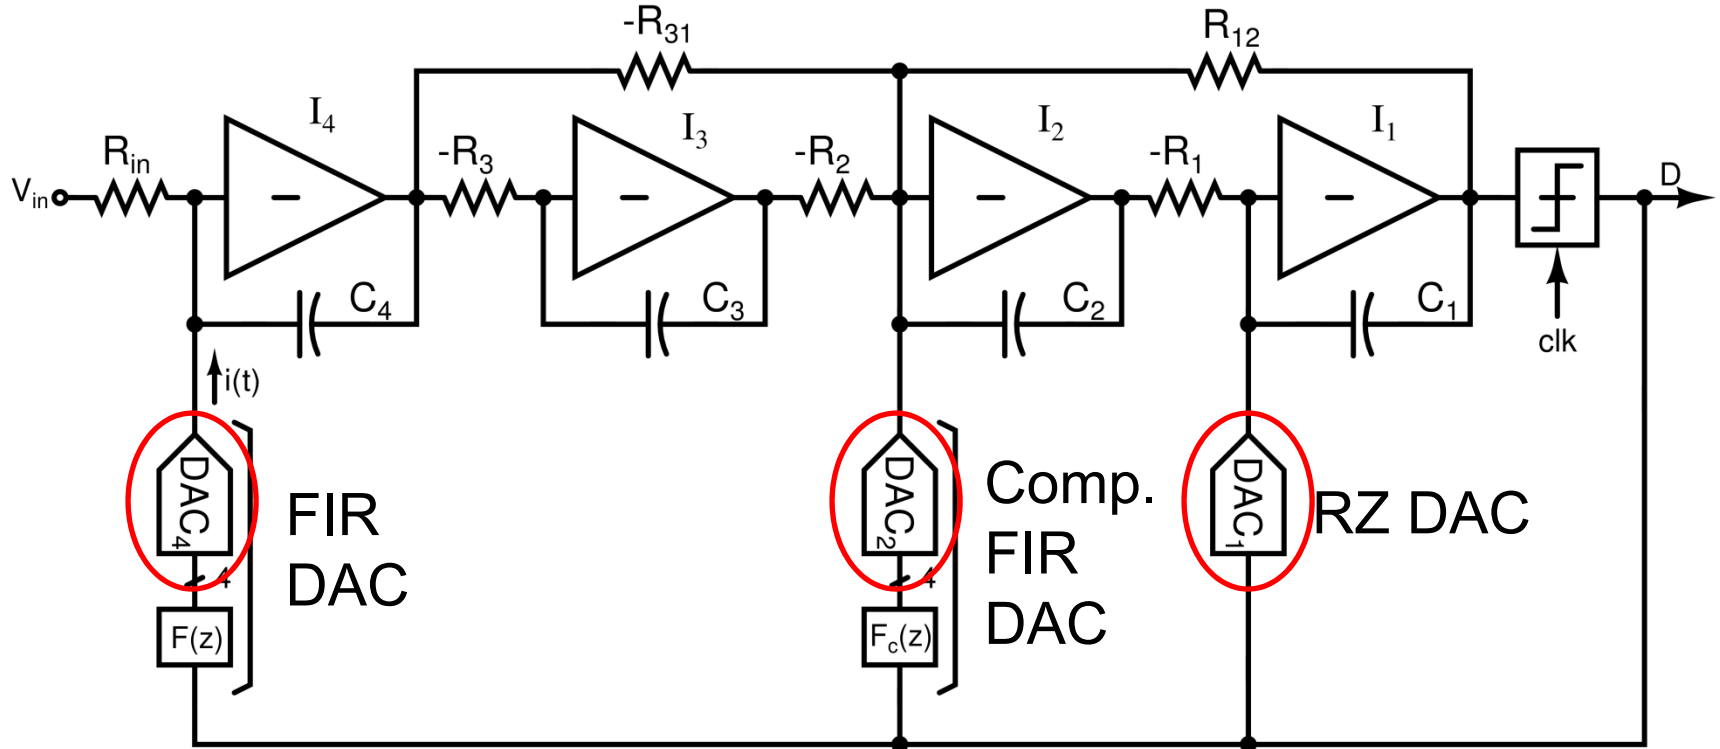 -R31
R12
I4
I3
I2
I1
Rin
-R3
-R2
-R1
Vin
D
C4
C3
C2
C1
clk
i(t)
DAC4
FIR
DAC
4
F(z)
DAC2
Comp.
FIR
DAC
4
Fc(z)
DAC1
RZ DAC